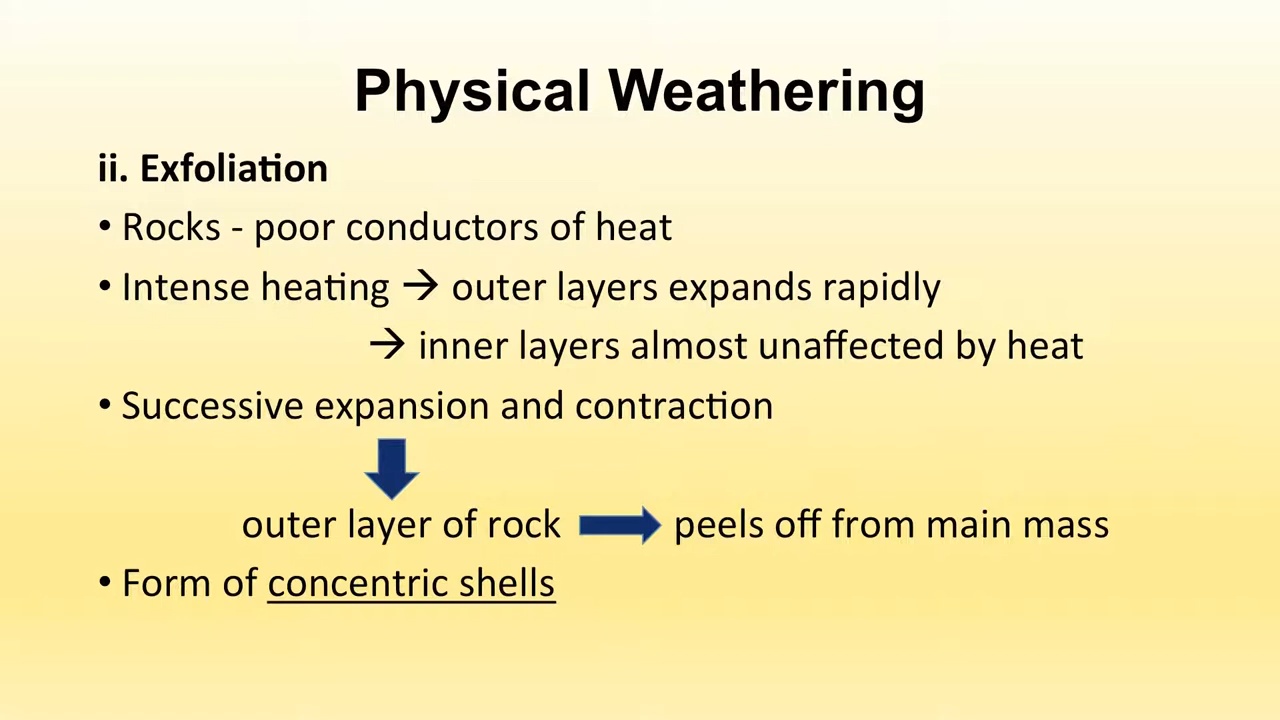 Physical Weathering
ii. Exfoliation
• Rocks - poor conductors of heat
• Intense heating → outer layers expands rapidly
→ inner layers almost unaffected by heat
• Successive expansion and contraction
outer layer of rock peels off from main mass
• Form of concentric shells